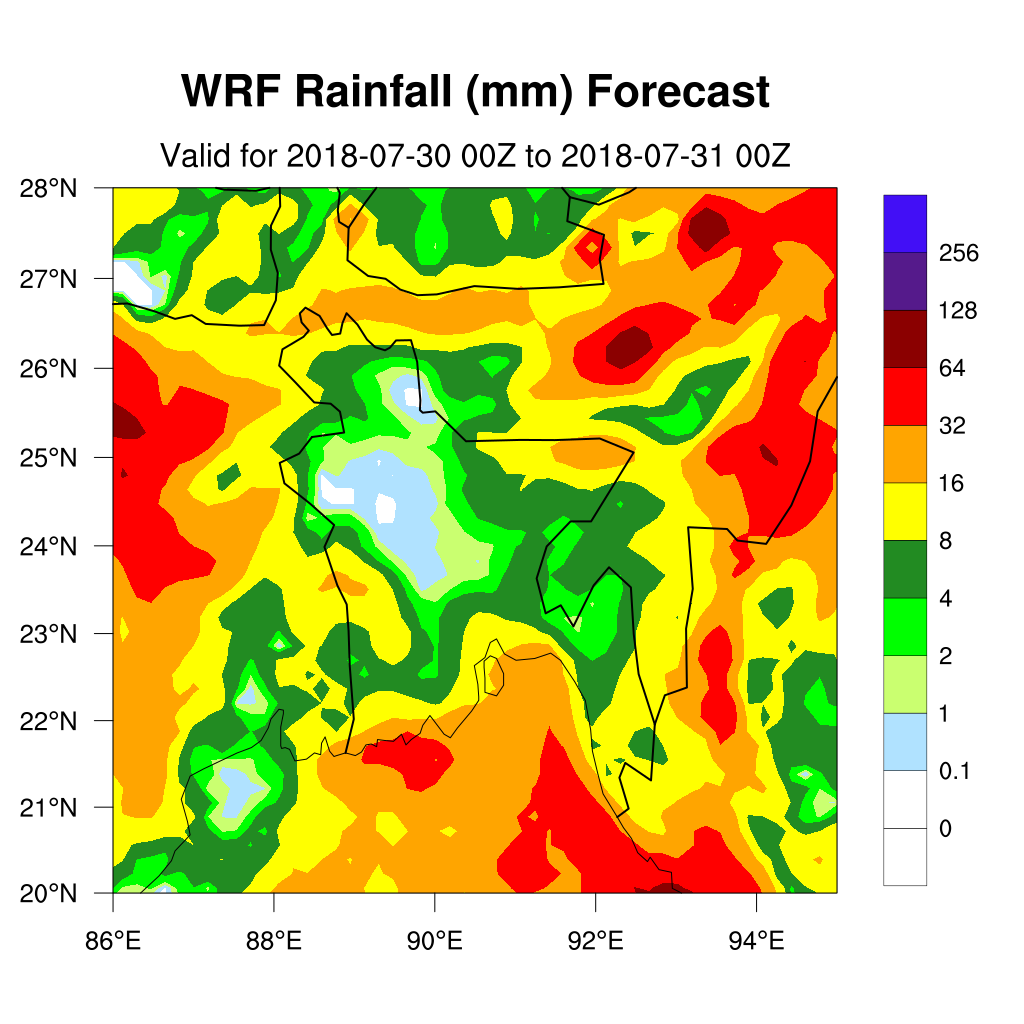 WRF Rainfall (mm) Forecast
Valid for 2018-07-30 00Z to 2018-07-31 00Z
28°N
27°N
26°N
25°N
24°N
23°N
22°N
21°N
20°N
86°E 88°E 90°E 92°E 94°E
256
128
64
32
16
8
4
2
1
0.1
0